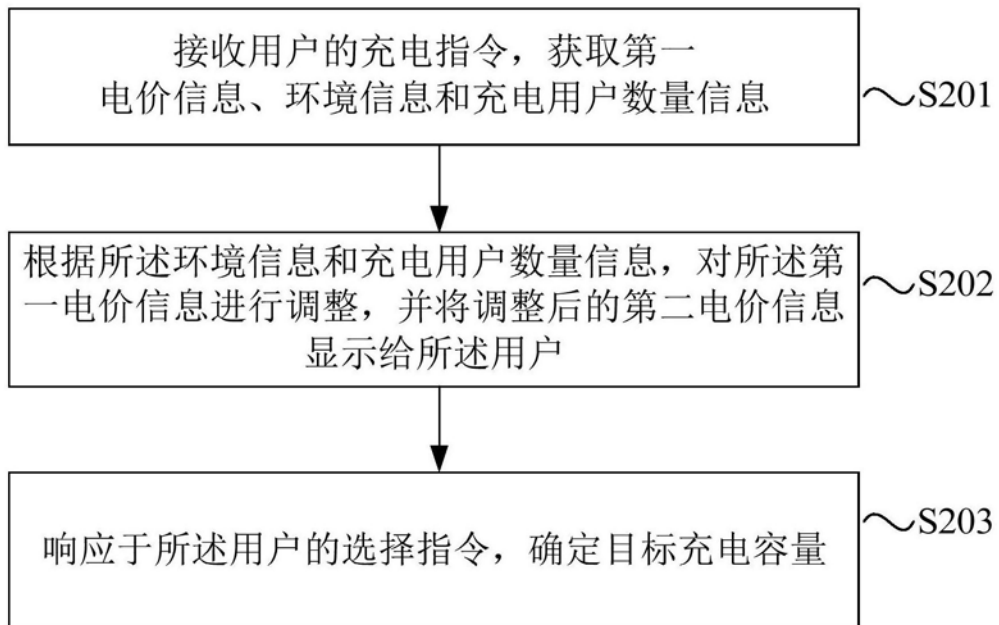 接收用户的充电指令，获取第一
电价信息、环境信息和充电用户数量信息
S201
根据所述环境信息和充电用户数量信息，对所述第
一电价信息进行调整，并将调整后的第二电价信息
显示给所述用户
S202
响应于所述用户的选择指令，确定目标充电容量
S203